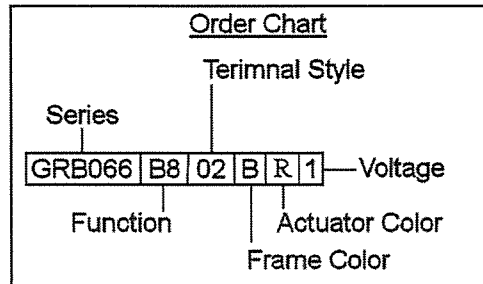 Order Chart
Terimnal Style
Series
GRB066 B8 02 B R 1 Voltage
Function Actuator Color
Frame Color